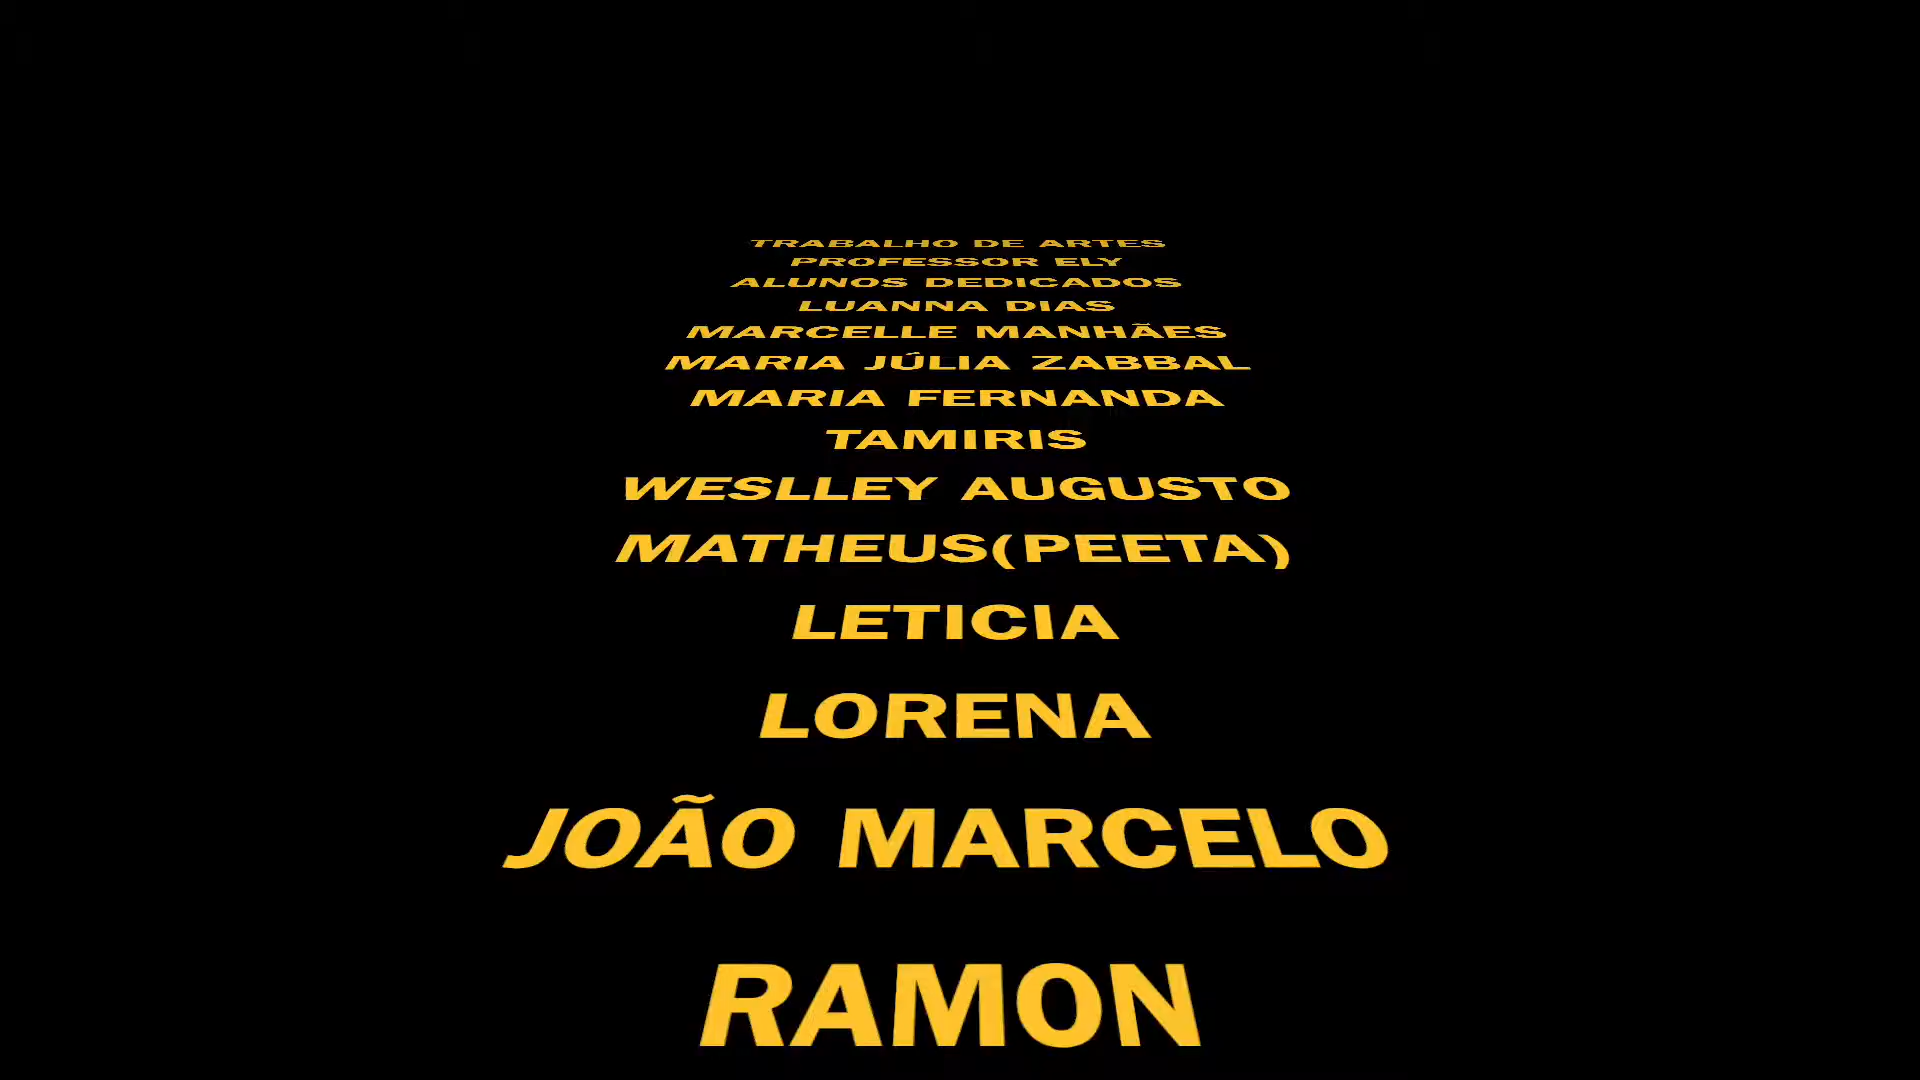 TRABALHO DE ARTES
PROFESSOR ELY
ALUNOS DEDICADOS
LUANNA DIAS
MARCELLE MANHÃES
MARIA JÚLIA ZABBAL
MARIA FERNANDA
TAMIRIS
WESLLEY AUGUSTO
MATHEUS(PEETA)
LETICIA
LORENA
JOÃO MARCELO
RAMON